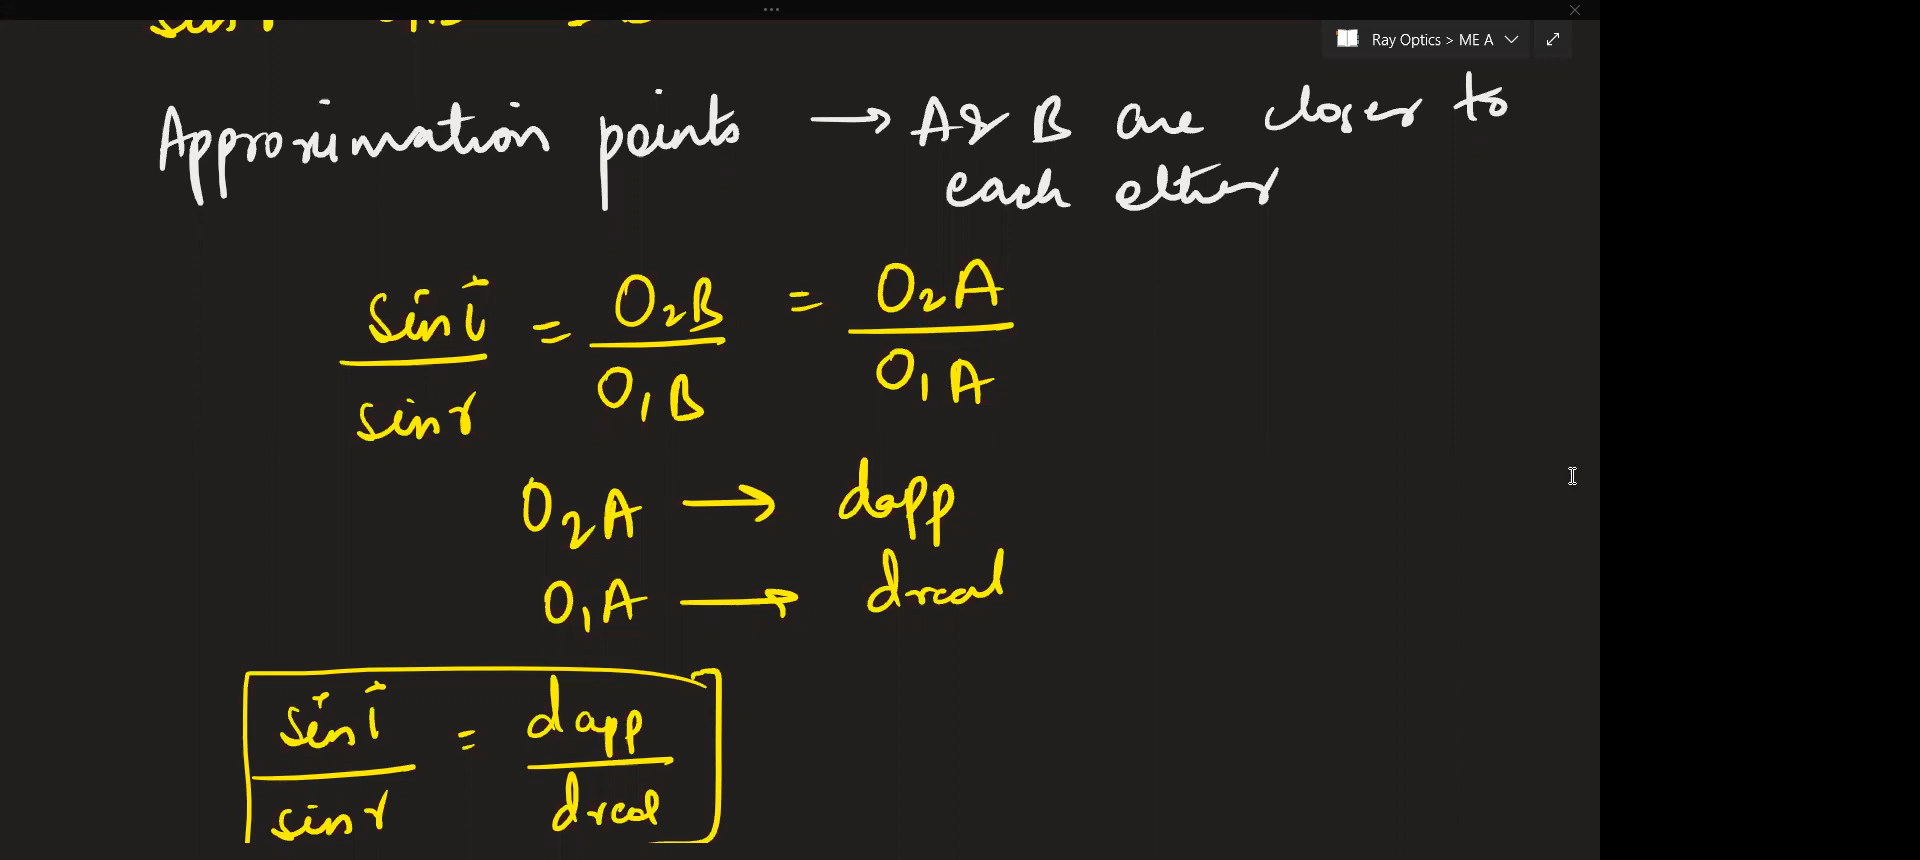 Ray Optics > ME A
Approximation points → A & B are closer to
each other
sin i / sin r = O₂B / O₁B = O₂A / O₁A
O₂A → dapp
O₁A → dreal
sin i / sin r = dapp / dreal